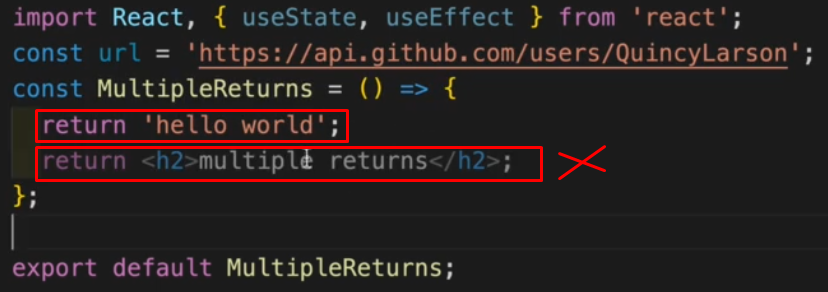 import React, { useState, useEffect } from 'react';
const url = 'https://api.github.com/users/QuincyLarson';
const MultipleReturns = () => {
return 'hello world';
return <h2>multiple returns</h2>;
};
export default MultipleReturns;